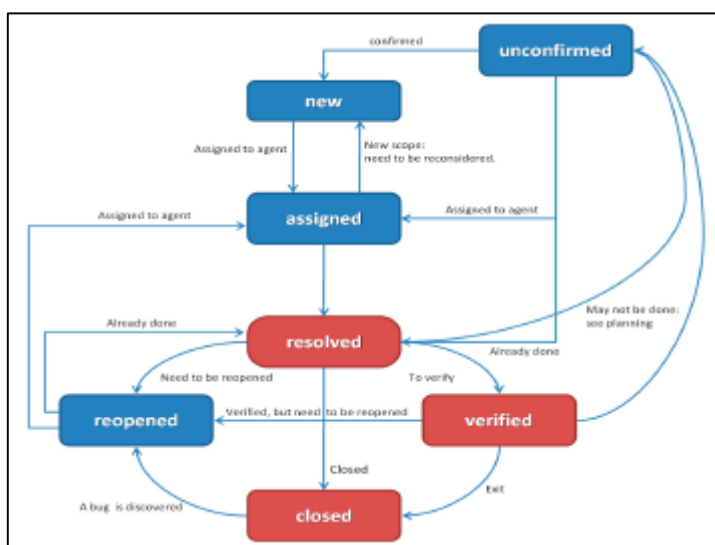 confirmed
unconfirmed
new
Assigned to agent
New scope:
need to be reconsidered.
Assigned to agent
assigned
Assigned to agent
Already done
resolved
Already done
May not be done:
see planning
Need to be reopened
To verify
reopened
Verified, but need to be reopened
verified
Closed
Exit
A bug is discovered
closed